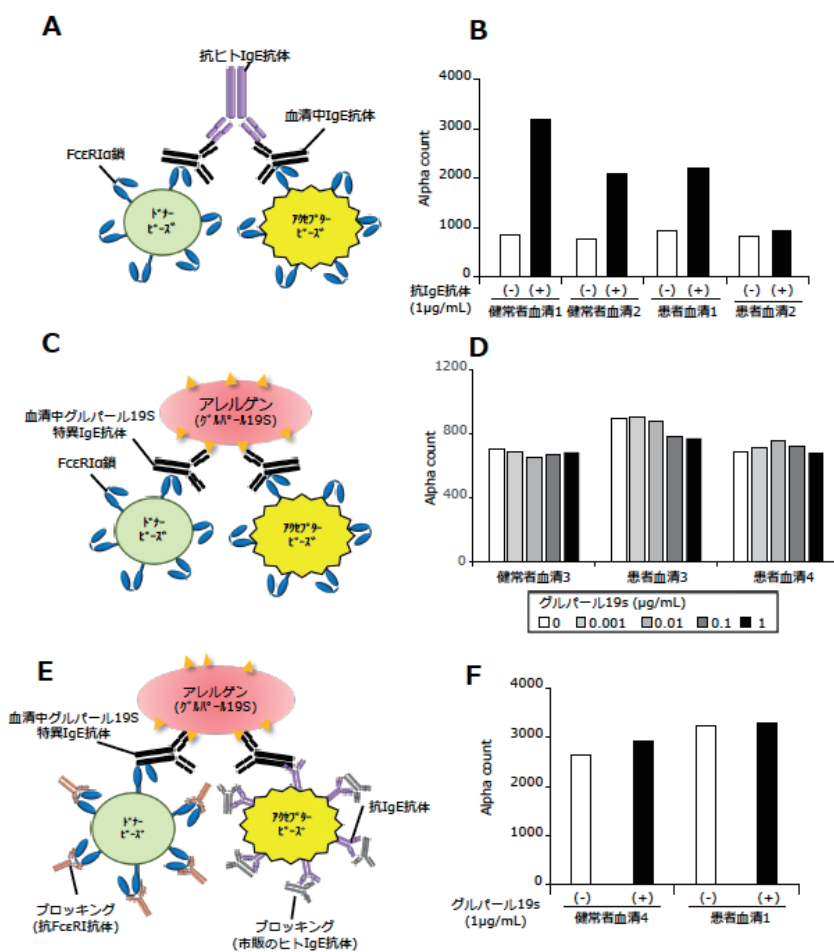 A
抗ヒトIgE抗体
血清中IgE抗体
FcεRIα鎖
ﾄﾞﾅｰ
ﾋﾞｰｽﾞ
ｱｸｾﾌﾟﾀｰ
ﾋﾞｰｽﾞ
B
4000
3000
2000
1000
0
Alpha count
抗IgE抗体
(1μg/mL)
(-) (+) (-) (+) (-) (+) (-) (+)
健常者血清1 健常者血清2 患者血清1 患者血清2
C
アレルゲン
(ｸﾞﾙﾊﾟｰﾙ19S)
血清中グルパール19S
特異IgE抗体
FcεRIα鎖
ﾄﾞﾅｰ
ﾋﾞｰｽﾞ
ｱｸｾﾌﾟﾀｰ
ﾋﾞｰｽﾞ
D
1200
800
400
0
Alpha count
健常者血清3 患者血清3 患者血清4
グルパール19s (μg/mL)
0 0.001 0.01 0.1 1
E
アレルゲン
(ｸﾞﾙﾊﾟｰﾙ19S)
血清中グルパール19S
特異IgE抗体
ﾄﾞﾅｰ
ﾋﾞｰｽﾞ
ｱｸｾﾌﾟﾀｰ
ﾋﾞｰｽﾞ
抗IgE抗体
ブロッキング
(抗FcεRI抗体)
ブロッキング
(市販のヒトIgE抗体)
F
4000
3000
2000
1000
0
Alpha count
グルパール19s
(1μg/mL)
(-) (+) (-) (+)
健常者血清4 患者血清1